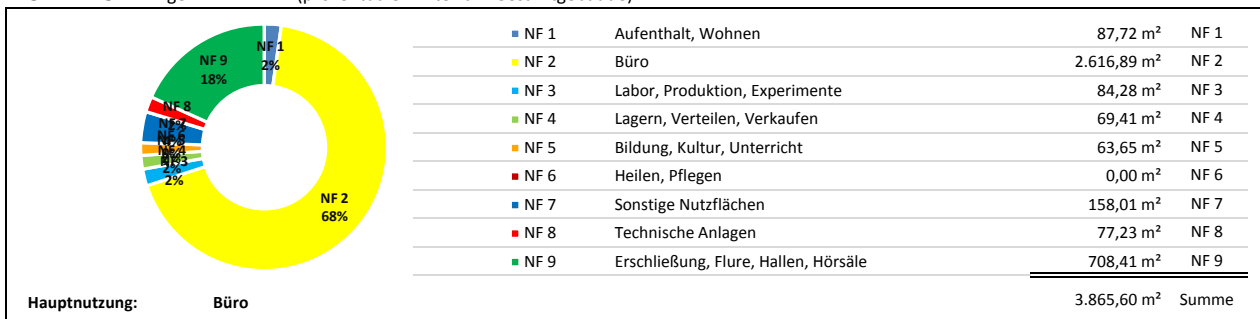 NF 1 Aufenthalt, Wohnen 87,72 m² NF 1
NF 2 Büro 2.616,89 m² NF 2
NF 3 Labor, Produktion, Experimente 84,28 m² NF 3
NF 4 Lagern, Verteilen, Verkaufen 69,41 m² NF 4
NF 5 Bildung, Kultur, Unterricht 63,65 m² NF 5
NF 6 Heilen, Pflegen 0,00 m² NF 6
NF 7 Sonstige Nutzflächen 158,01 m² NF 7
NF 8 Technische Anlagen 77,23 m² NF 8
NF 9 Erschließung, Flure, Hallen, Hörsäle 708,41 m² NF 9
Hauptnutzung: Büro 3.865,60 m² Summe
NF 1
2%
NF 9
18%
NF 8
NF 2
68%
2%
2%